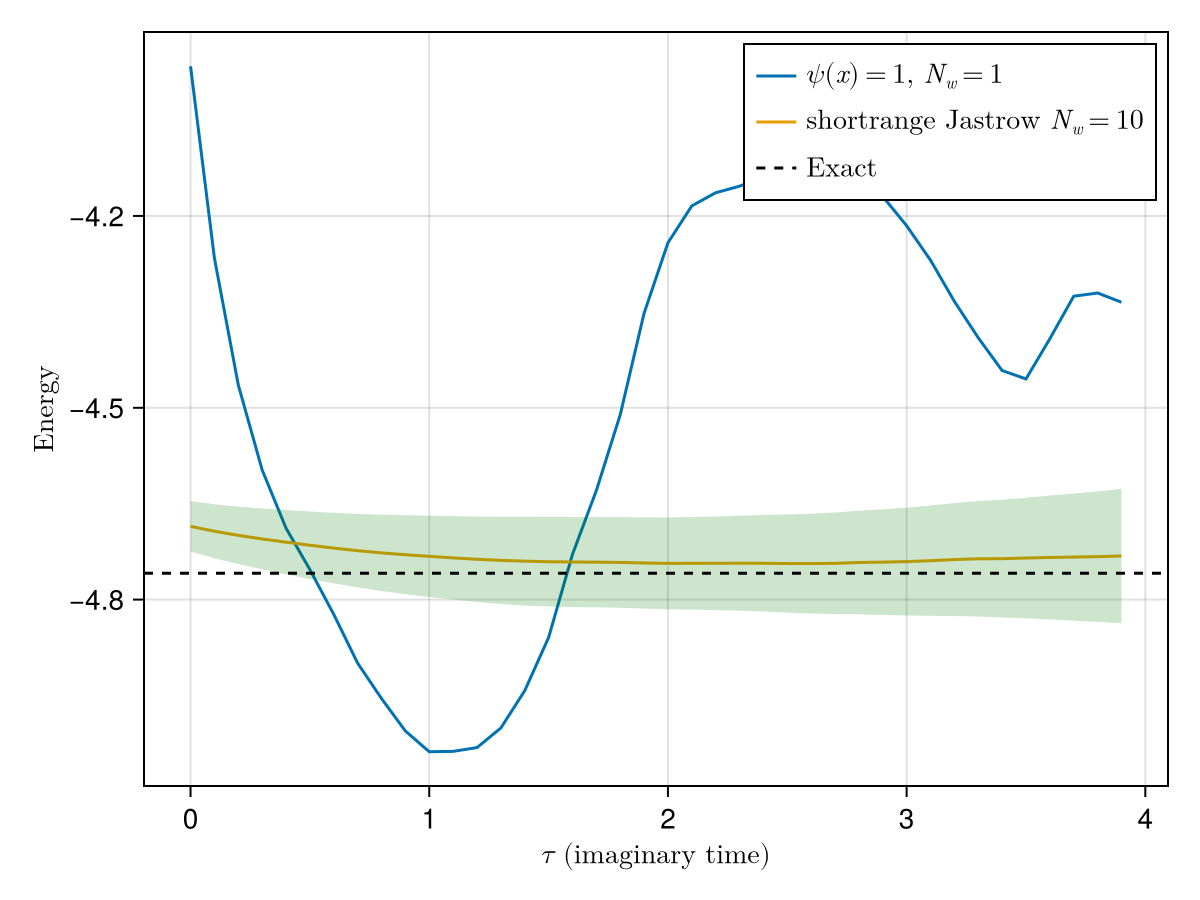 ψ(x) = 1, N_w = 1
shortrange Jastrow N_w = 10
Exact
−4.2
−4.5
−4.8
Energy
0 1 2 3 4
τ (imaginary time)